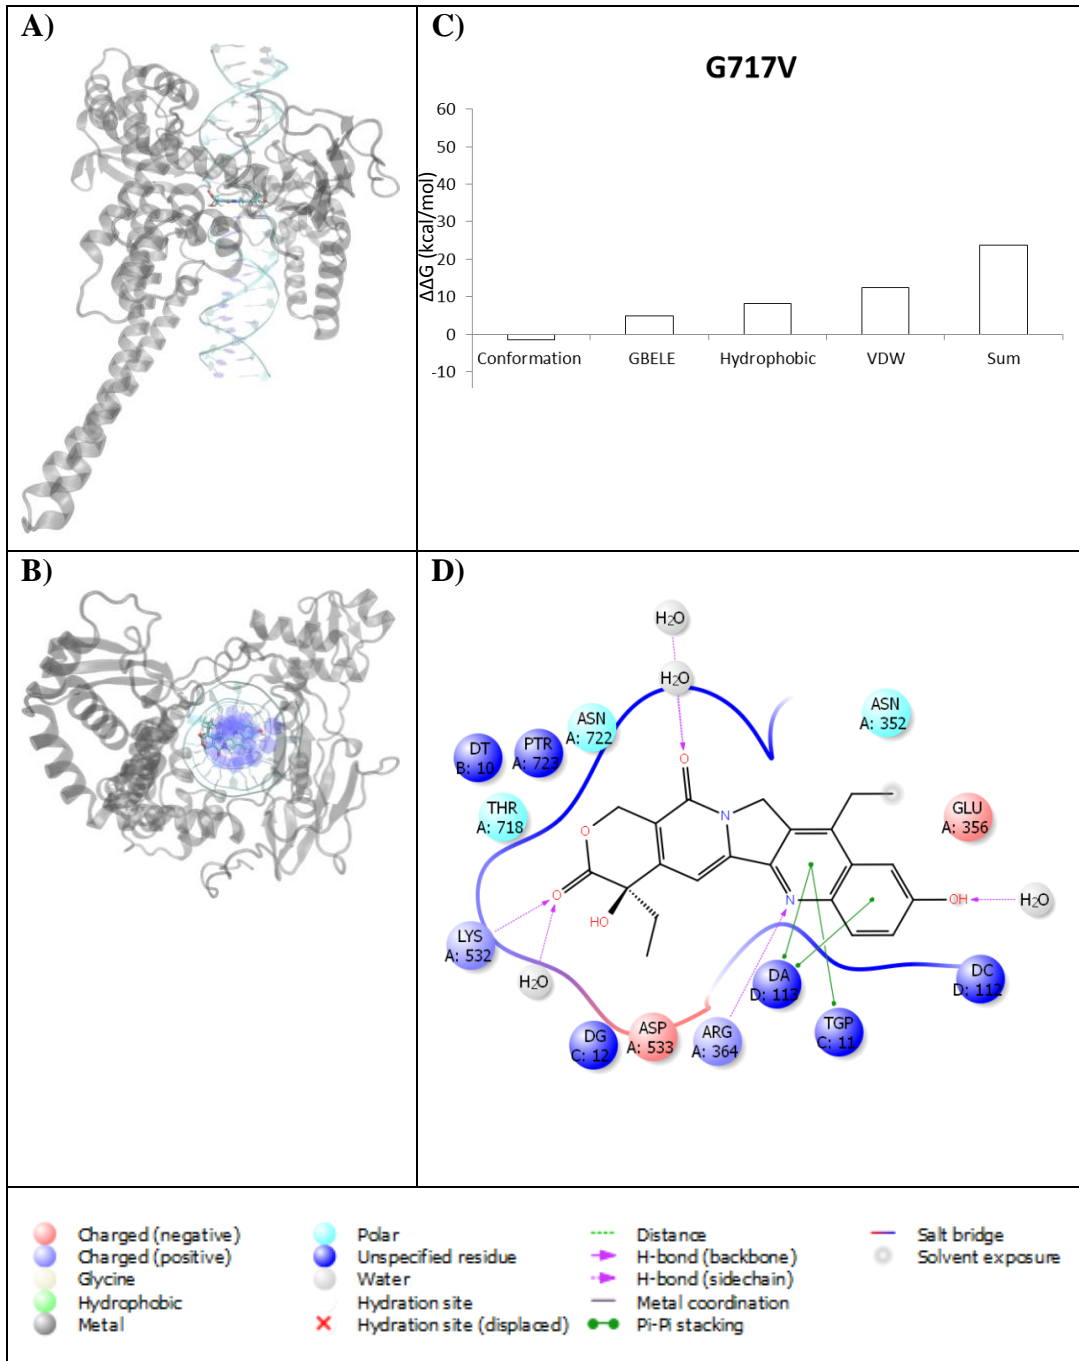 A)
C)
G717V
ΔΔG (kcal/mol)
60
50
40
30
20
10
0
-10
Conformation GBELE Hydrophobic VDW Sum
B)
D)
H2O
H2O
ASN
A: 722
ASN
A: 352
DT
B: 10
PTR
A: 723
THR
A: 718
GLU
A: 356
O
O
N
O
O
HO
N
OH
H2O
LYS
A: 532
H2O
DG
C: 12
ASP
A: 533
ARG
A: 364
DA
D: 113
TGP
C: 11
DC
D: 112
Charged (negative)
Charged (positive)
Glycine
Hydrophobic
Metal
Polar
Unspecified residue
Water
Hydration site
Hydration site (displaced)
Distance
H-bond (backbone)
H-bond (sidechain)
Metal coordination
Pi-Pi stacking
Salt bridge
Solvent exposure